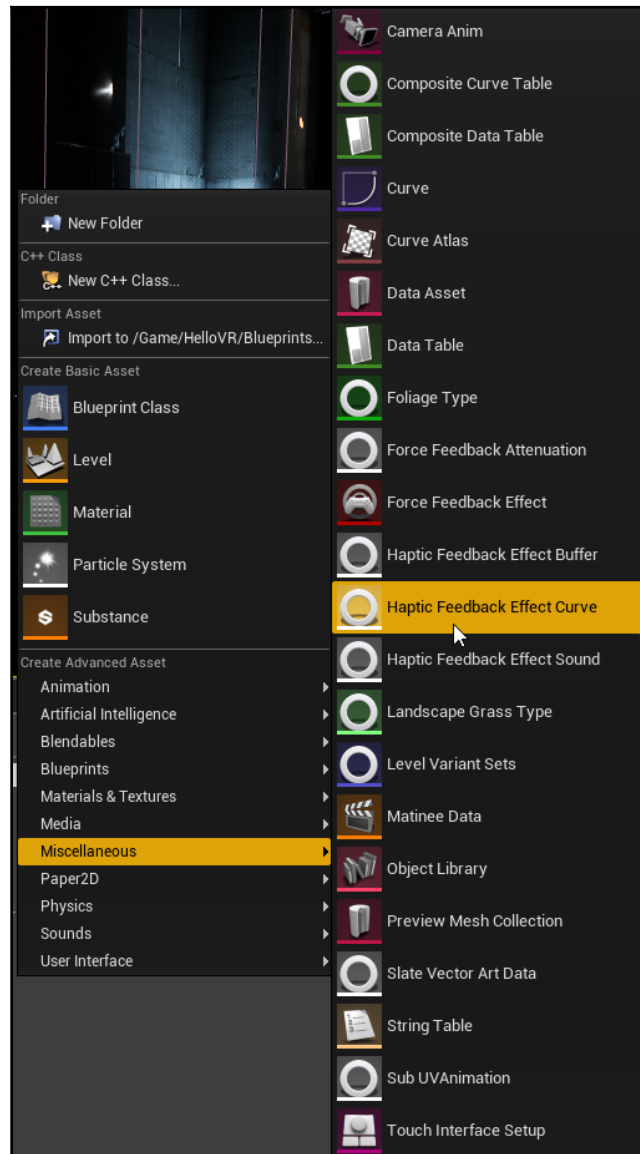 Folder
New Folder
C++ Class
New C++ Class...
Import Asset
Import to /Game/HelloVR/Blueprints...
Create Basic Asset
Blueprint Class
Level
Material
Particle System
Substance
Create Advanced Asset
Animation
Artificial Intelligence
Blendables
Blueprints
Materials & Textures
Media
Miscellaneous
Paper2D
Physics
Sounds
User Interface
Camera Anim
Composite Curve Table
Composite Data Table
Curve
Curve Atlas
Data Asset
Data Table
Foliage Type
Force Feedback Attenuation
Force Feedback Effect
Haptic Feedback Effect Buffer
Haptic Feedback Effect Curve
Haptic Feedback Effect Sound
Landscape Grass Type
Level Variant Sets
Matinee Data
Object Library
Preview Mesh Collection
Slate Vector Art Data
String Table
Sub UVAnimation
Touch Interface Setup